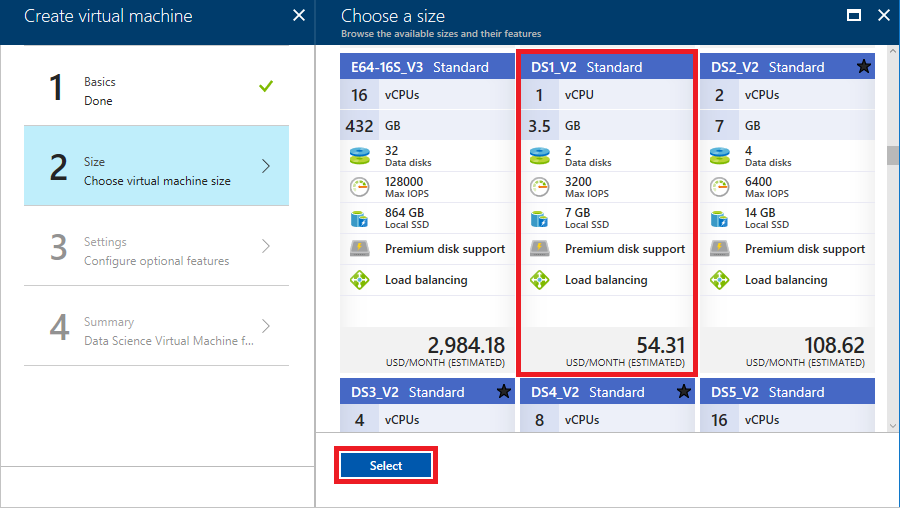 Create virtual machine
1
Basics
Done
2
Size
Choose virtual machine size
3
Settings
Configure optional features
4
Summary
Data Science Virtual Machine f...
Choose a size
Browse the available sizes and their features
E64-16S_V3 Standard
16 vCPUs
432 GB
32
Data disks
128000
Max IOPS
864 GB
Local SSD
Premium disk support
Load balancing
2,984.18
USD/MONTH (ESTIMATED)
DS1_V2 Standard
1 vCPU
3.5 GB
2
Data disks
3200
Max IOPS
7 GB
Local SSD
Premium disk support
Load balancing
54.31
USD/MONTH (ESTIMATED)
DS2_V2 Standard
2 vCPUs
7 GB
4
Data disks
6400
Max IOPS
14 GB
Local SSD
Premium disk support
Load balancing
108.62
USD/MONTH (ESTIMATED)
DS3_V2 Standard
4 vCPUs
DS4_V2 Standard
8 vCPUs
DS5_V2 Standard
16 vCPUs
Select